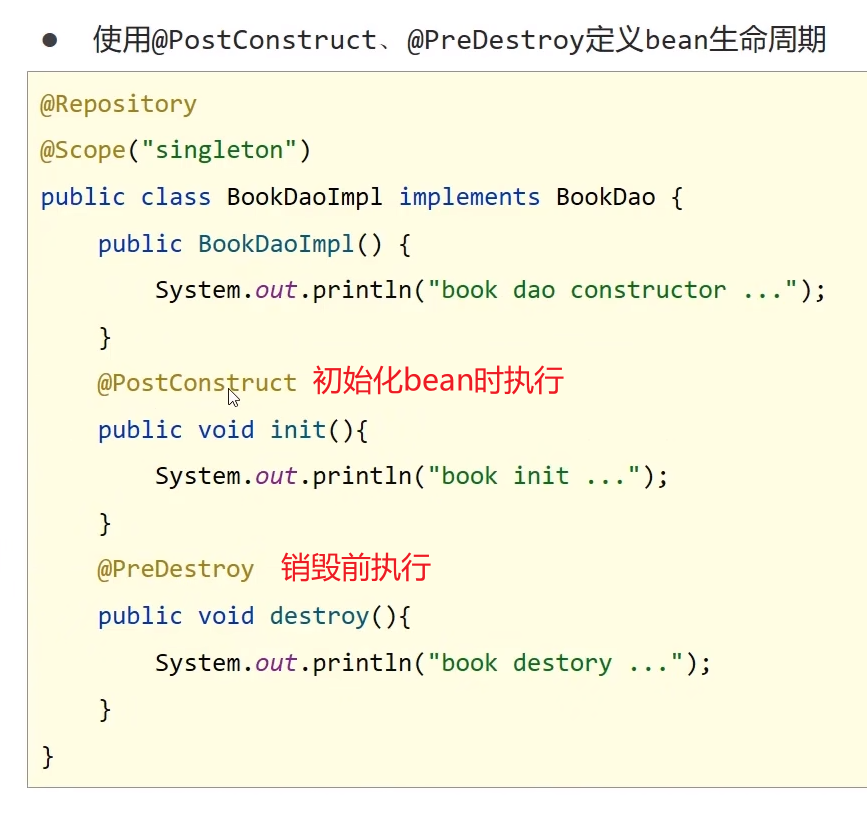 ● 使用@PostConstruct、@PreDestroy定义bean生命周期
@Repository
@Scope("singleton")
public class BookDaoImpl implements BookDao {
    public BookDaoImpl() {
        System.out.println("book dao constructor ...");
    }
    @PostConstruct 初始化bean时执行
    public void init(){
        System.out.println("book init ...");
    }
    @PreDestroy 销毁前执行
    public void destroy(){
        System.out.println("book destory ...");
    }
}